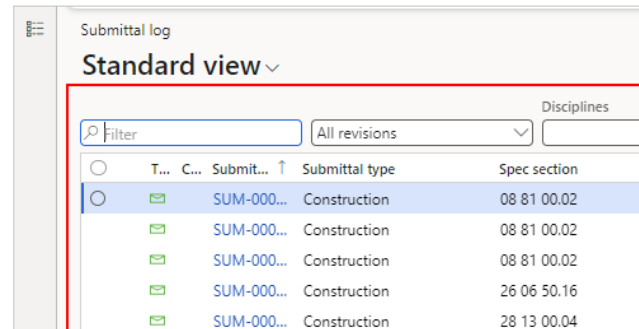 Submittal log
Standard view
Disciplines
Filter
All revisions
T... C... Submit... ↑ Submittal type Spec section
SUM-000... Construction 08 81 00.02
SUM-000... Construction 08 81 00.02
SUM-000... Construction 08 81 00.02
SUM-000... Construction 26 06 50.16
SUM-000... Construction 28 13 00.04